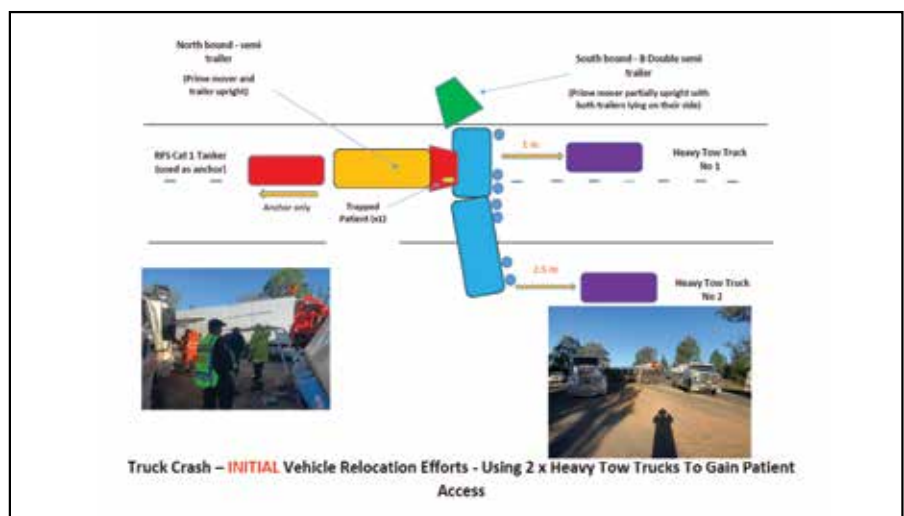 North bound - semi
trailer
(Prime mover and
trailer upright)
South bound - B Double semi
trailer
(Prime mover partially upright with
both trailers lying on their side)
RFS Cat 1 Tanker
(used as anchor)
1 m
Heavy Tow Truck
No 1
Anchor only
Trapped
Patient (x1)
2.5 m
Heavy Tow Truck
No 2
Truck Crash – INITIAL Vehicle Relocation Efforts - Using 2 x Heavy Tow Trucks To Gain Patient
Access